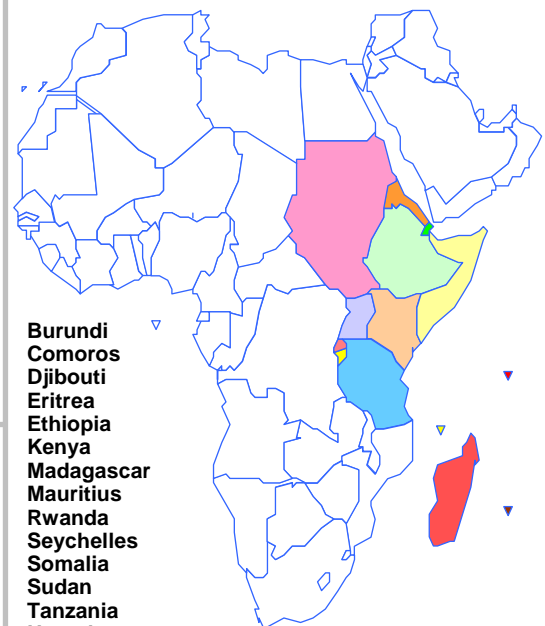 Burundi
Comoros
Djibouti
Eritrea
Ethiopia
Kenya
Madagascar
Mauritius
Rwanda
Seychelles
Somalia
Sudan
Tanzania